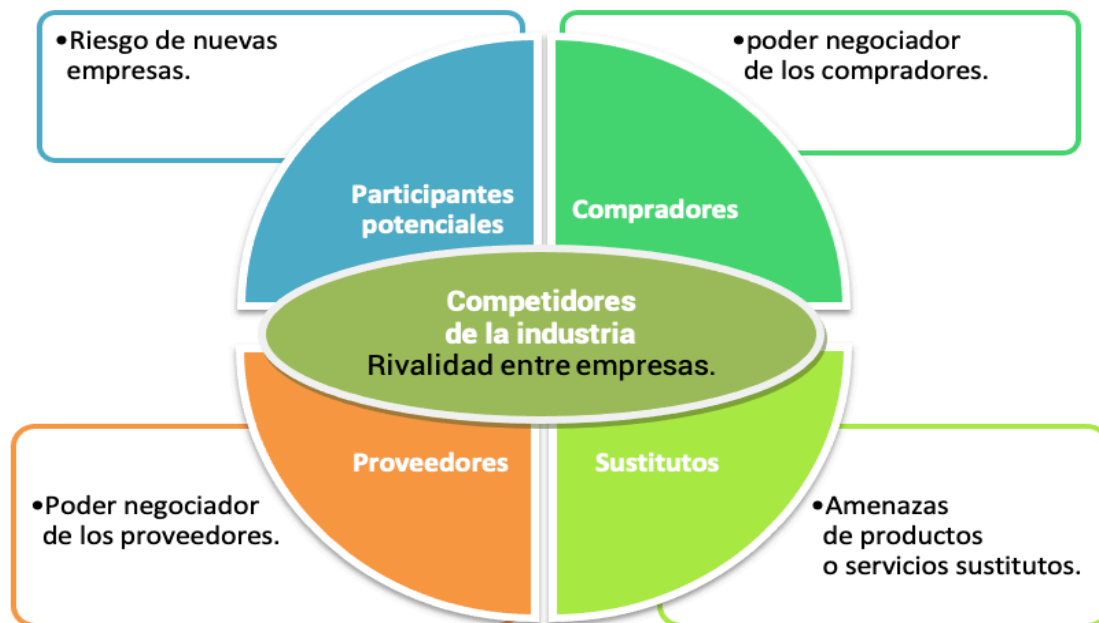 •Riesgo de nuevas
empresas.
•poder negociador
de los compradores.
Participantes
potenciales
Compradores
Competidores
de la industria
Rivalidad entre empresas.
Proveedores
Sustitutos
•Poder negociador
de los proveedores.
•Amenazas
de productos
o servicios sustitutos.